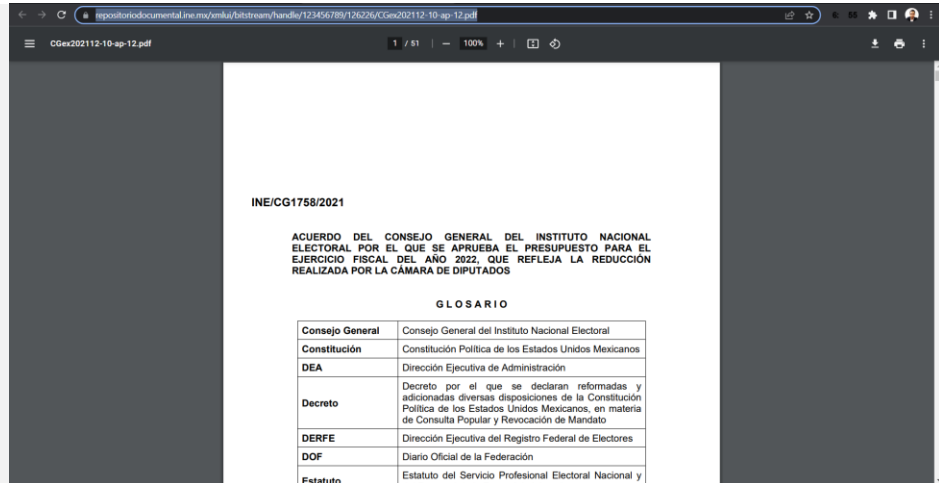 repositoriodocumental.ine.mx/xmlui/bitstream/handle/123456789/126226/CGex202112-10-ap-12.pdf
CGex202112-10-ap-12.pdf
1 / 51 | − 100% + |
INE/CG1758/2021
ACUERDO DEL CONSEJO GENERAL DEL INSTITUTO NACIONAL
ELECTORAL POR EL QUE SE APRUEBA EL PRESUPUESTO PARA EL
EJERCICIO FISCAL DEL AÑO 2022, QUE REFLEJA LA REDUCCIÓN
REALIZADA POR LA CÁMARA DE DIPUTADOS
GLOSARIO
Consejo General Consejo General del Instituto Nacional Electoral
Constitución Constitución Política de los Estados Unidos Mexicanos
DEA Dirección Ejecutiva de Administración
Decreto por el que se declaran reformadas y
adicionadas diversas disposiciones de la Constitución
Decreto
Política de los Estados Unidos Mexicanos, en materia
de Consulta Popular y Revocación de Mandato
DERFE Dirección Ejecutiva del Registro Federal de Electores
DOF Diario Oficial de la Federación
Estatuto Estatuto del Servicio Profesional Electoral Nacional y